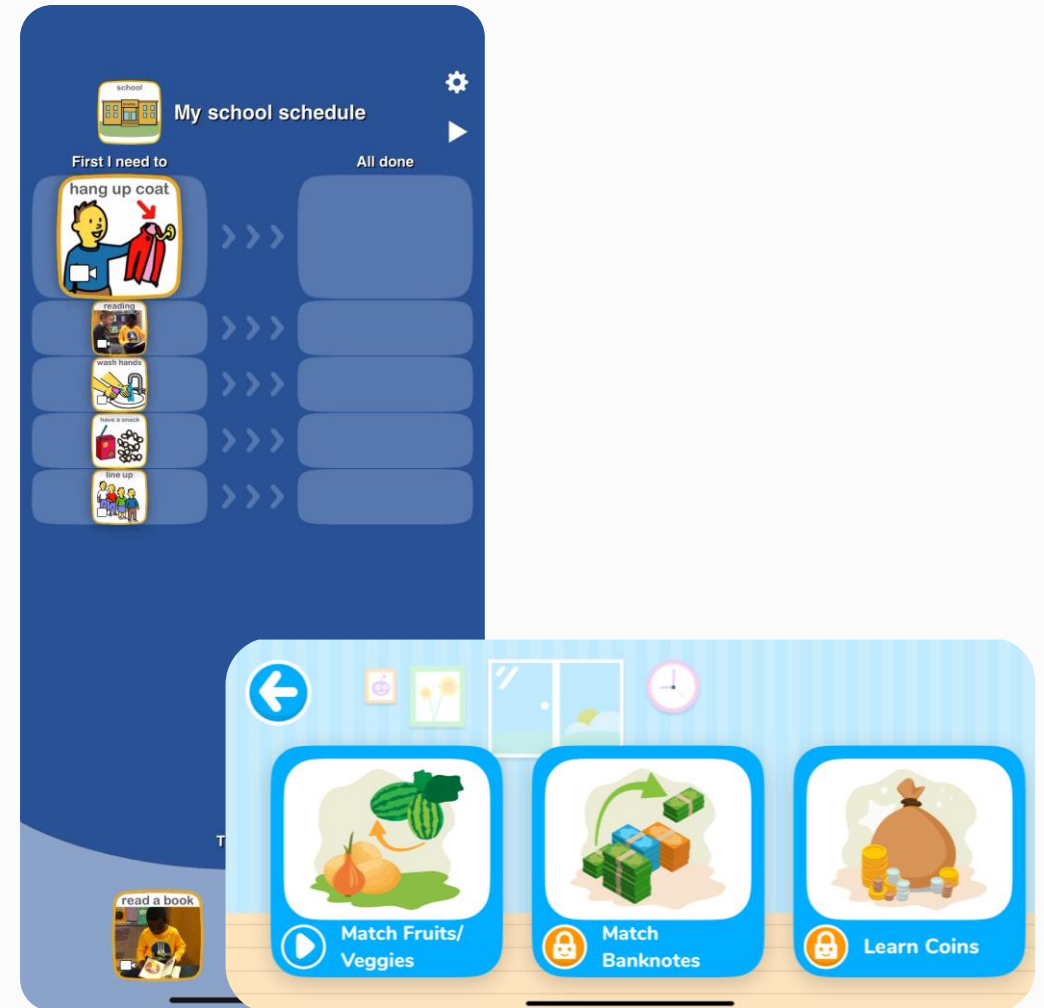 school
My school schedule
First I need to
All done
hang up coat
reading
wash hands
have a snack
line up
T
read a book
Match Fruits/
Veggies
Match
Banknotes
Learn Coins